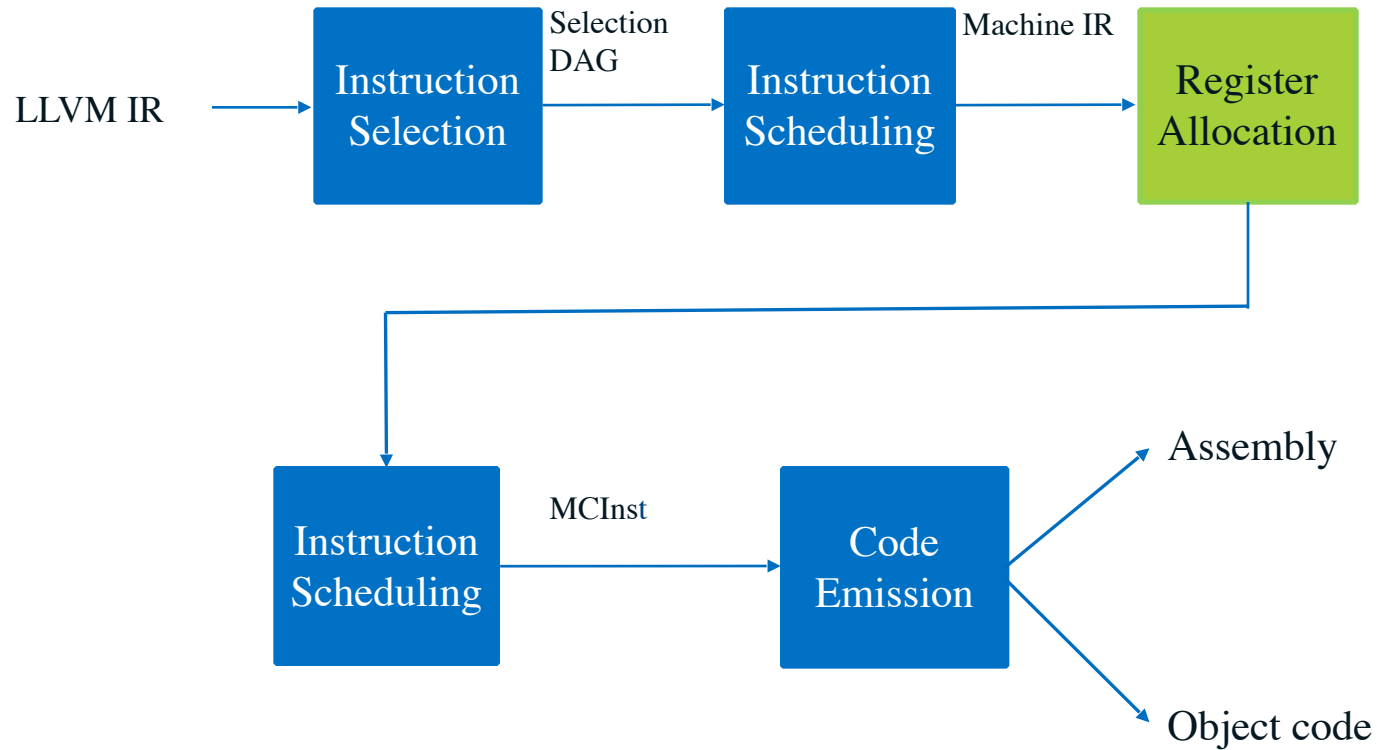 LLVM IR
Instruction
Selection
Selection
DAG
Instruction
Scheduling
Machine IR
Register
Allocation
Instruction
Scheduling
MCInst
Code
Emission
Assembly
Object code